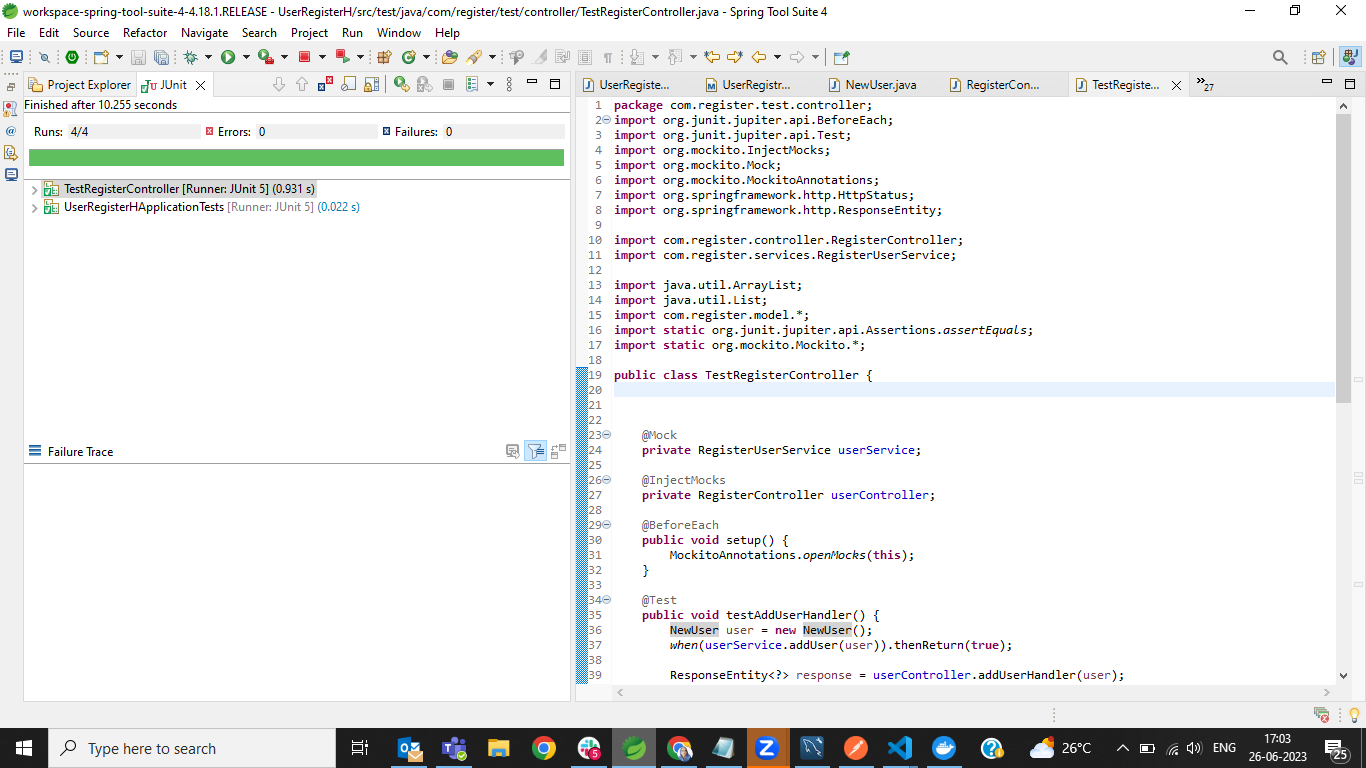 workspace-spring-tool-suite-4-4.18.1.RELEASE - UserRegisterH/src/test/java/com/register/test/controller/TestRegisterController.java - Spring Tool Suite 4
File Edit Source Refactor Navigate Search Project Run Window Help
Project Explorer JUnit
Finished after 10.255 seconds
Runs: 4/4 Errors: 0 Failures: 0
TestRegisterController [Runner: JUnit 5] (0.931 s)
UserRegisterHApplicationTests [Runner: JUnit 5] (0.022 s)
Failure Trace
UserRegiste... UserRegistr... NewUser.java RegisterCon... TestRegiste... 27
1 package com.register.test.controller;
2 import org.junit.jupiter.api.BeforeEach;
3 import org.junit.jupiter.api.Test;
4 import org.mockito.InjectMocks;
5 import org.mockito.Mock;
6 import org.mockito.MockitoAnnotations;
7 import org.springframework.http.HttpStatus;
8 import org.springframework.http.ResponseEntity;
9
10 import com.register.controller.RegisterController;
11 import com.register.services.RegisterUserService;
12
13 import java.util.ArrayList;
14 import java.util.List;
15 import com.register.model.*;
16 import static org.junit.jupiter.api.Assertions.assertEquals;
17 import static org.mockito.Mockito.*;
18
19 public class TestRegisterController {
20
21
22
23 @Mock
24 private RegisterUserService userService;
25
26 @InjectMocks
27 private RegisterController userController;
28
29 @BeforeEach
30 public void setup() {
31 MockitoAnnotations.openMocks(this);
32 }
33
34 @Test
35 public void testAddUserHandler() {
36 NewUser user = new NewUser();
37 when(userService.addUser(user)).thenReturn(true);
38
39 ResponseEntity<?> response = userController.addUserHandler(user);
Type here to search
5
26°C
ENG
17:03
26-06-2023
25